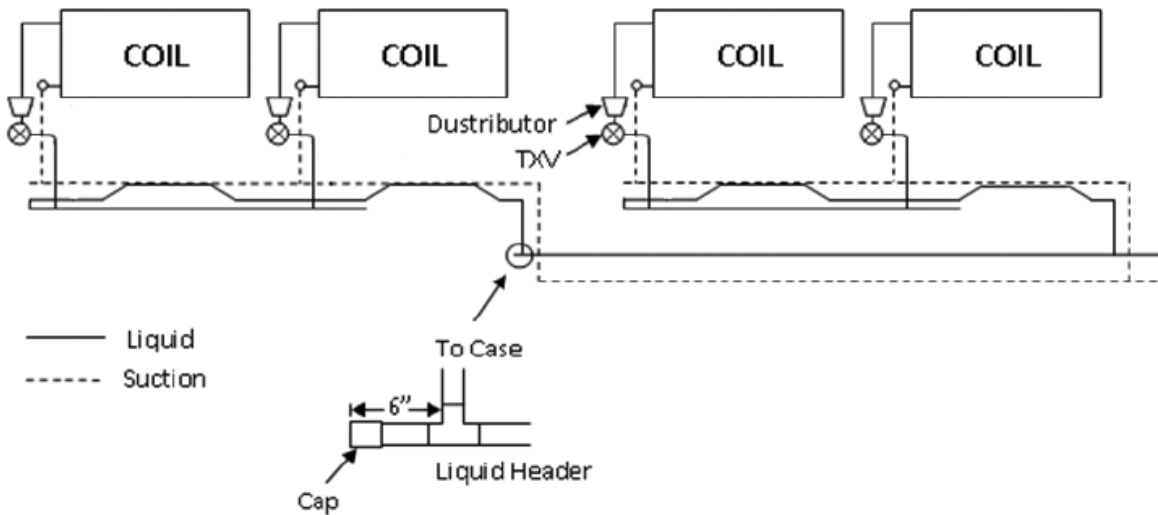 COIL
COIL
COIL
COIL
Dustributor
TXV
Liquid
Suction
To Case
6”
Liquid Header
Cap